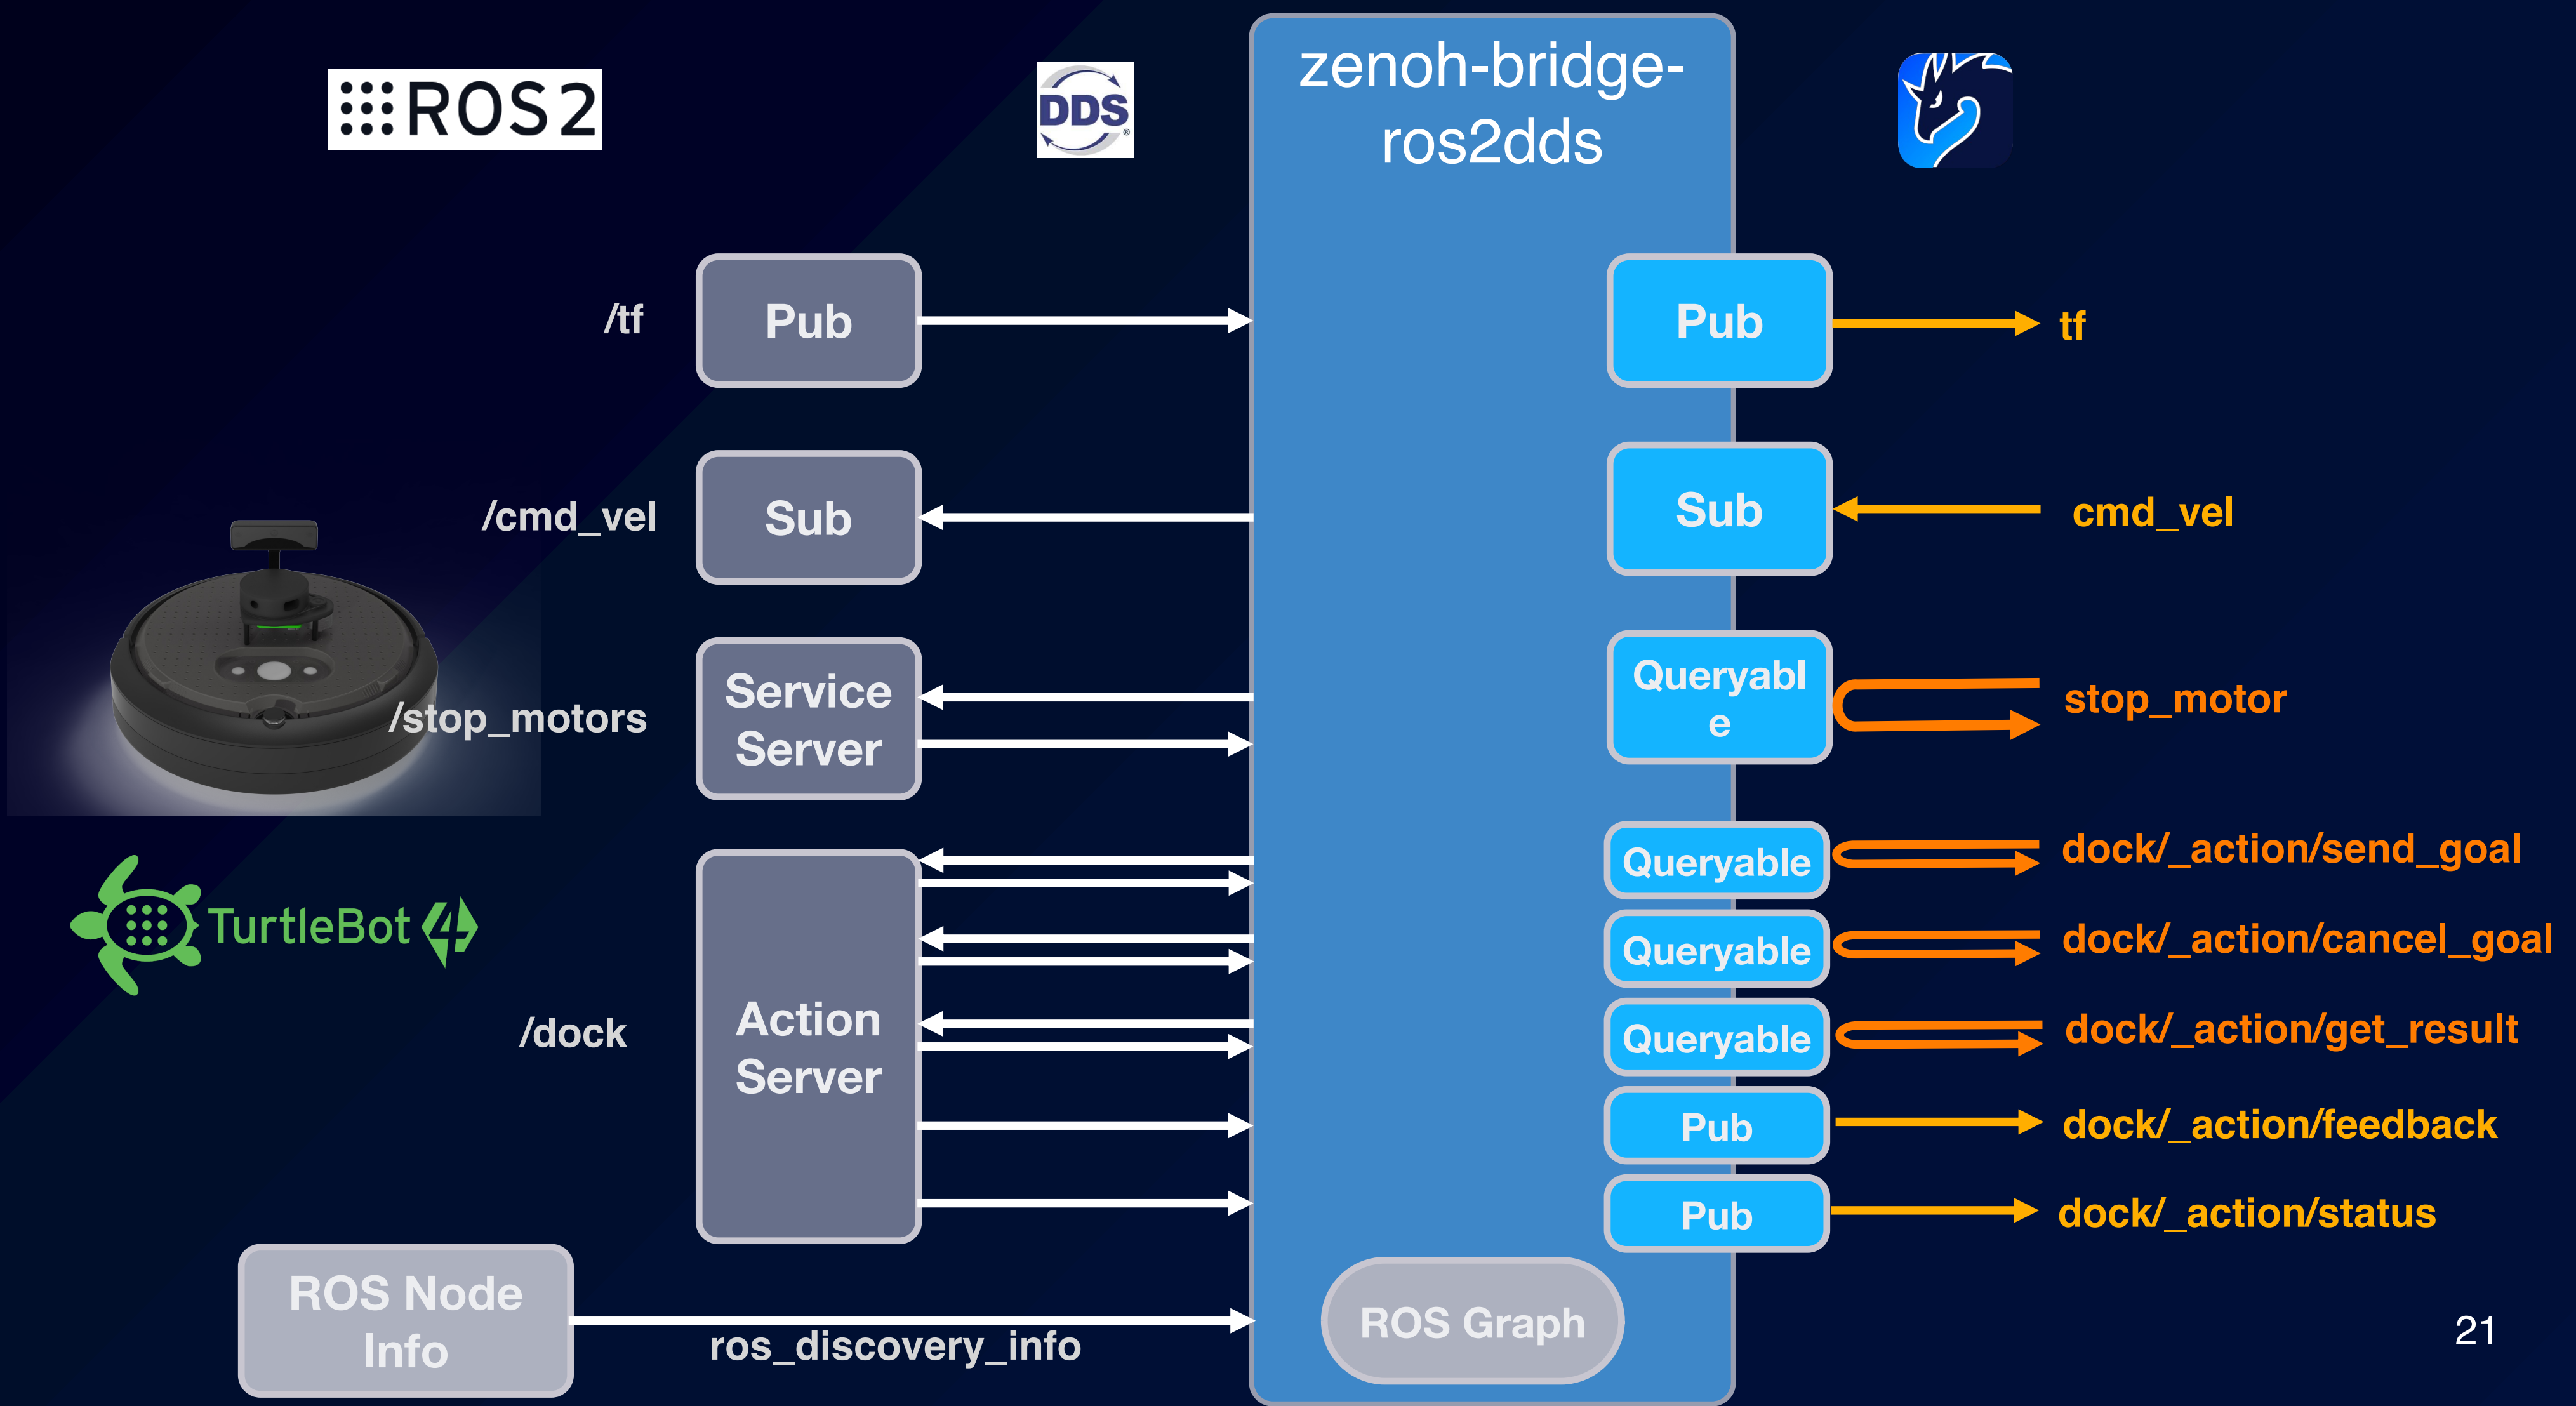 ROS2
DDS
zenoh-bridge-
ros2dds
/tf
Pub
Pub
tf
/cmd_vel
Sub
Sub
cmd_vel
/stop_motors
Service
Server
Queryabl
e
stop_motor
Queryable
dock/_action/send_goal
TurtleBot 4
Queryable
dock/_action/cancel_goal
/dock
Action
Server
Queryable
dock/_action/get_result
Pub
dock/_action/feedback
Pub
dock/_action/status
ROS Node
Info
ros_discovery_info
ROS Graph
21